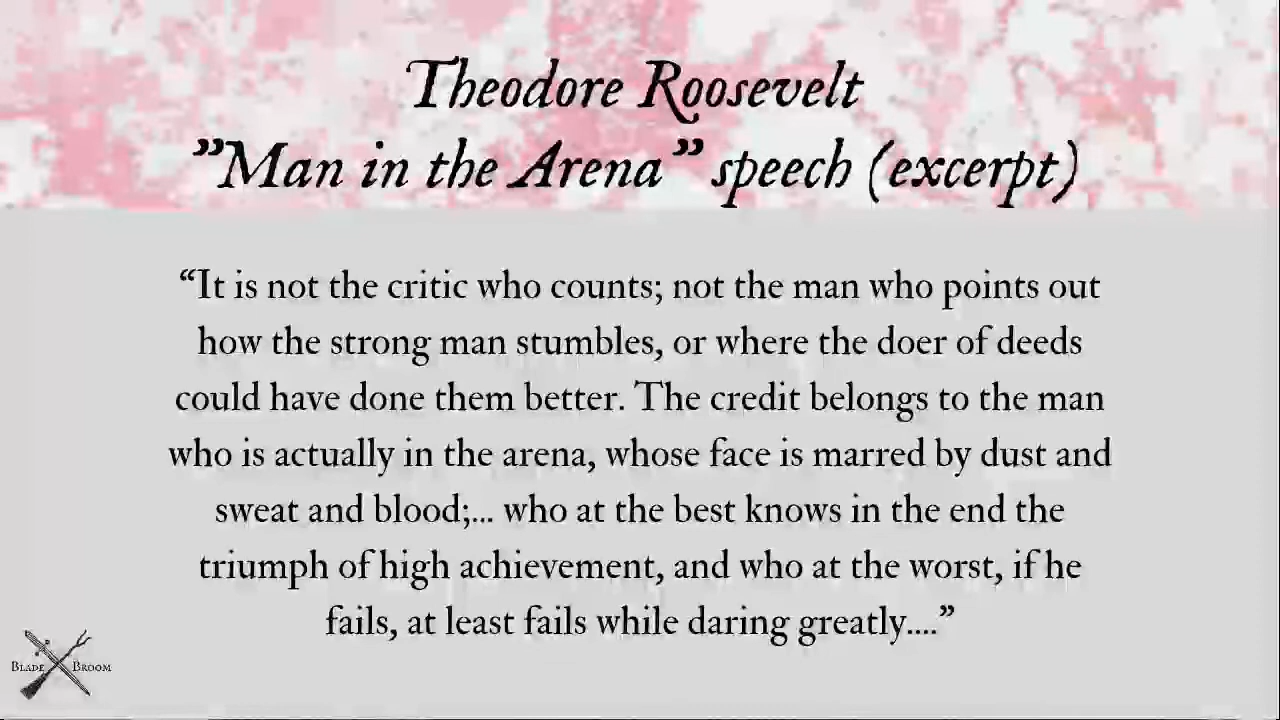 Theodore Roosevelt
”Man in the Arena” speech (excerpt)
“It is not the critic who counts; not the man who points out
how the strong man stumbles, or where the doer of deeds
could have done them better. The credit belongs to the man
who is actually in the arena, whose face is marred by dust and
sweat and blood;... who at the best knows in the end the
triumph of high achievement, and who at the worst, if he
fails, at least fails while daring greatly....”
BLADE BROOM